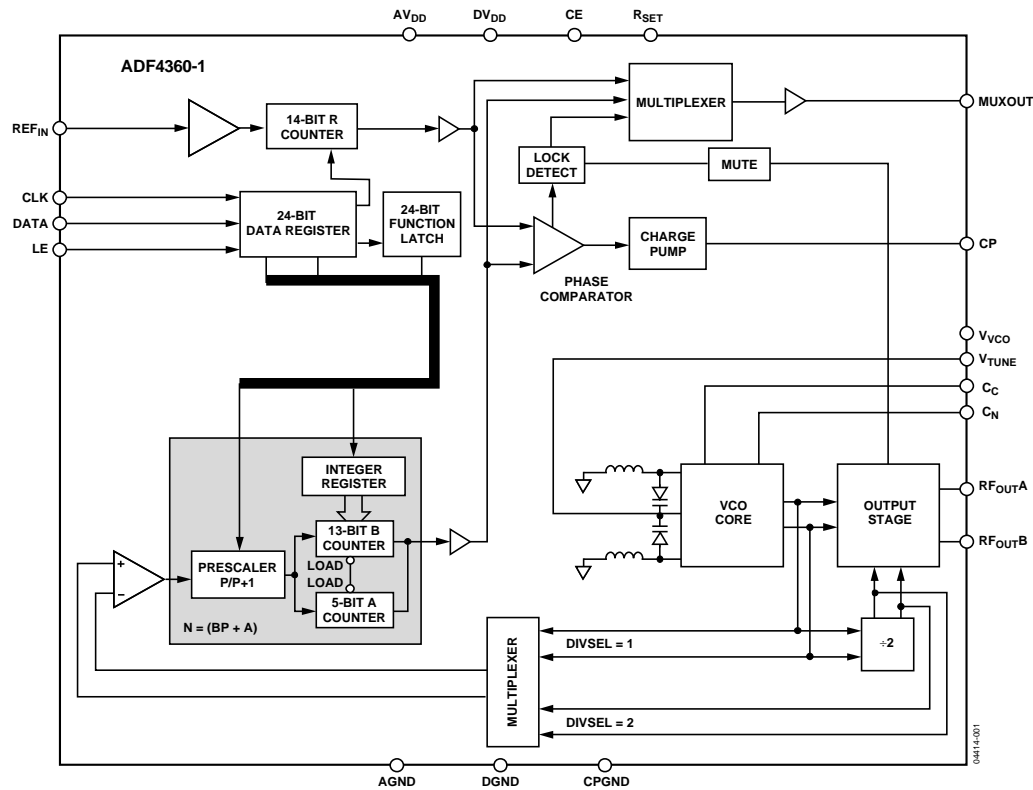 AVDD
DVDD
CE
RSET
ADF4360-1
MULTIPLEXER
MUXOUT
REFIN
14-BIT R
COUNTER
LOCK
DETECT
MUTE
CLK
DATA
LE
24-BIT
DATA REGISTER
24-BIT
FUNCTION
LATCH
CHARGE
PUMP
CP
PHASE
COMPARATOR
VVCO
VTUNE
CC
CN
INTEGER
REGISTER
VCO
CORE
OUTPUT
STAGE
RFOUTA
RFOUTB
13-BIT B
COUNTER
LOAD
LOAD
PRESCALER
P/P+1
+
−
5-BIT A
COUNTER
N = (BP + A)
MULTIPLEXER
DIVSEL = 1
÷2
DIVSEL = 2
04414-001
AGND
DGND
CPGND